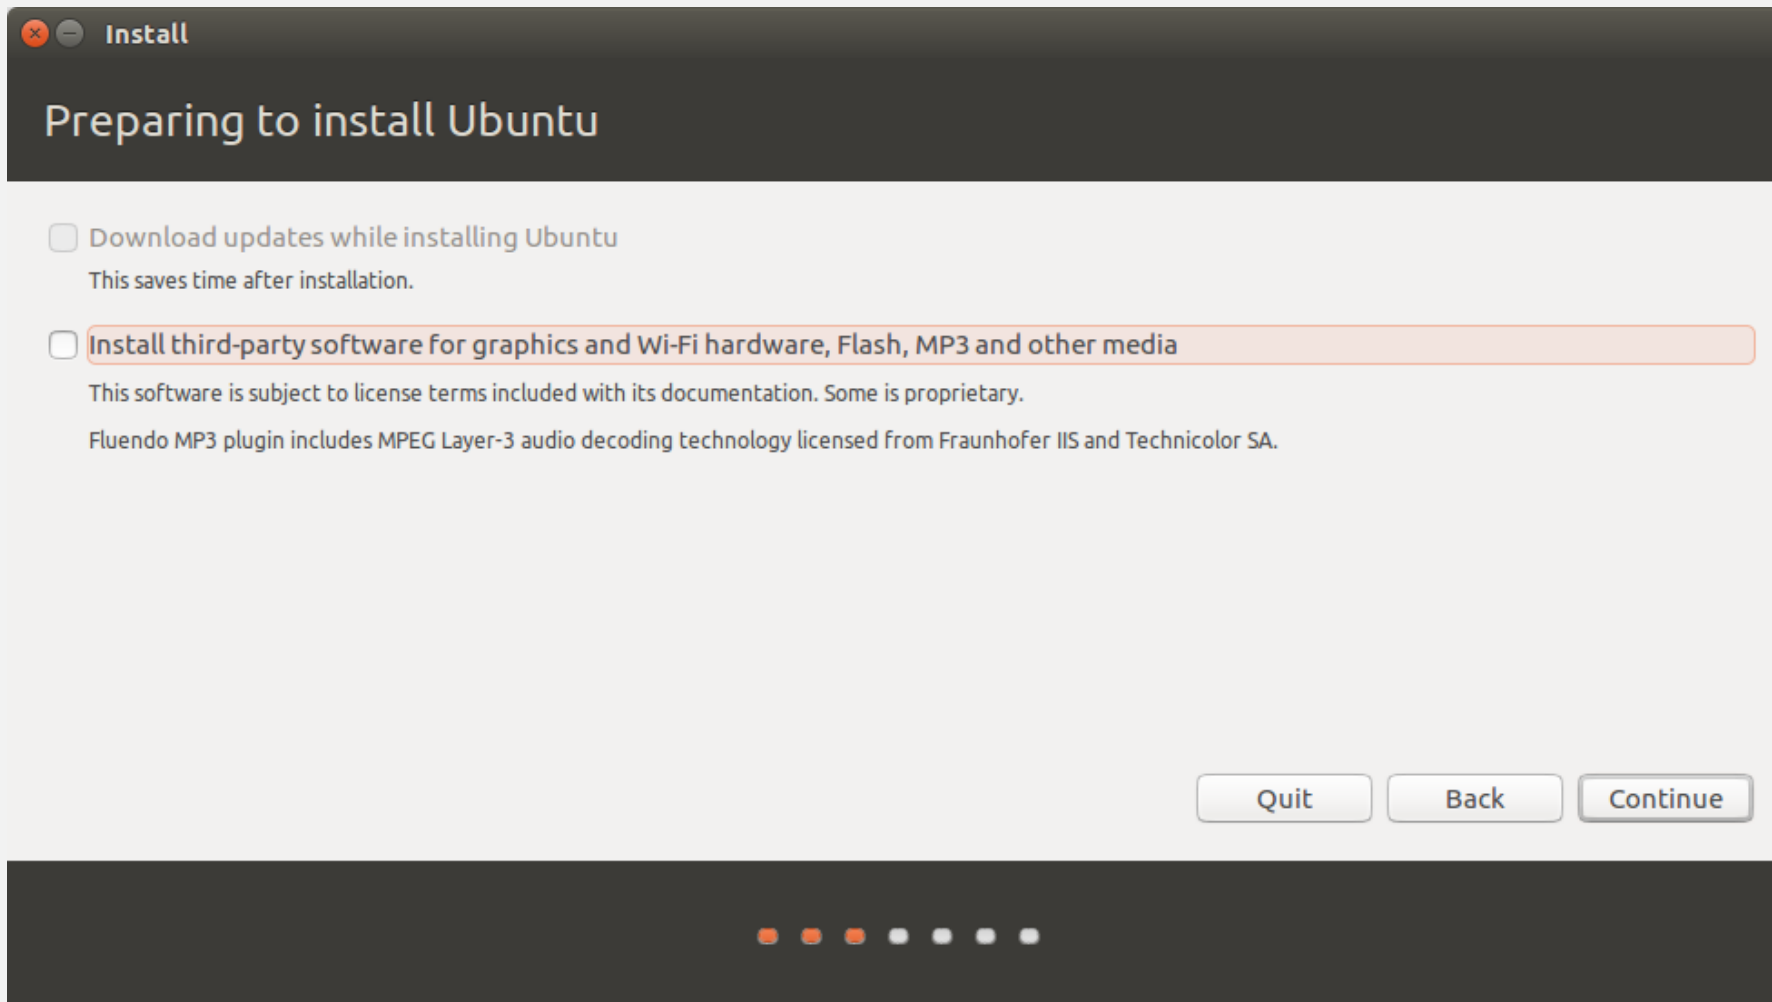 Install
Preparing to install Ubuntu
Download updates while installing Ubuntu
This saves time after installation.
Install third-party software for graphics and Wi-Fi hardware, Flash, MP3 and other media
This software is subject to license terms included with its documentation. Some is proprietary.
Fluendo MP3 plugin includes MPEG Layer-3 audio decoding technology licensed from Fraunhofer IIS and Technicolor SA.
Quit
Back
Continue